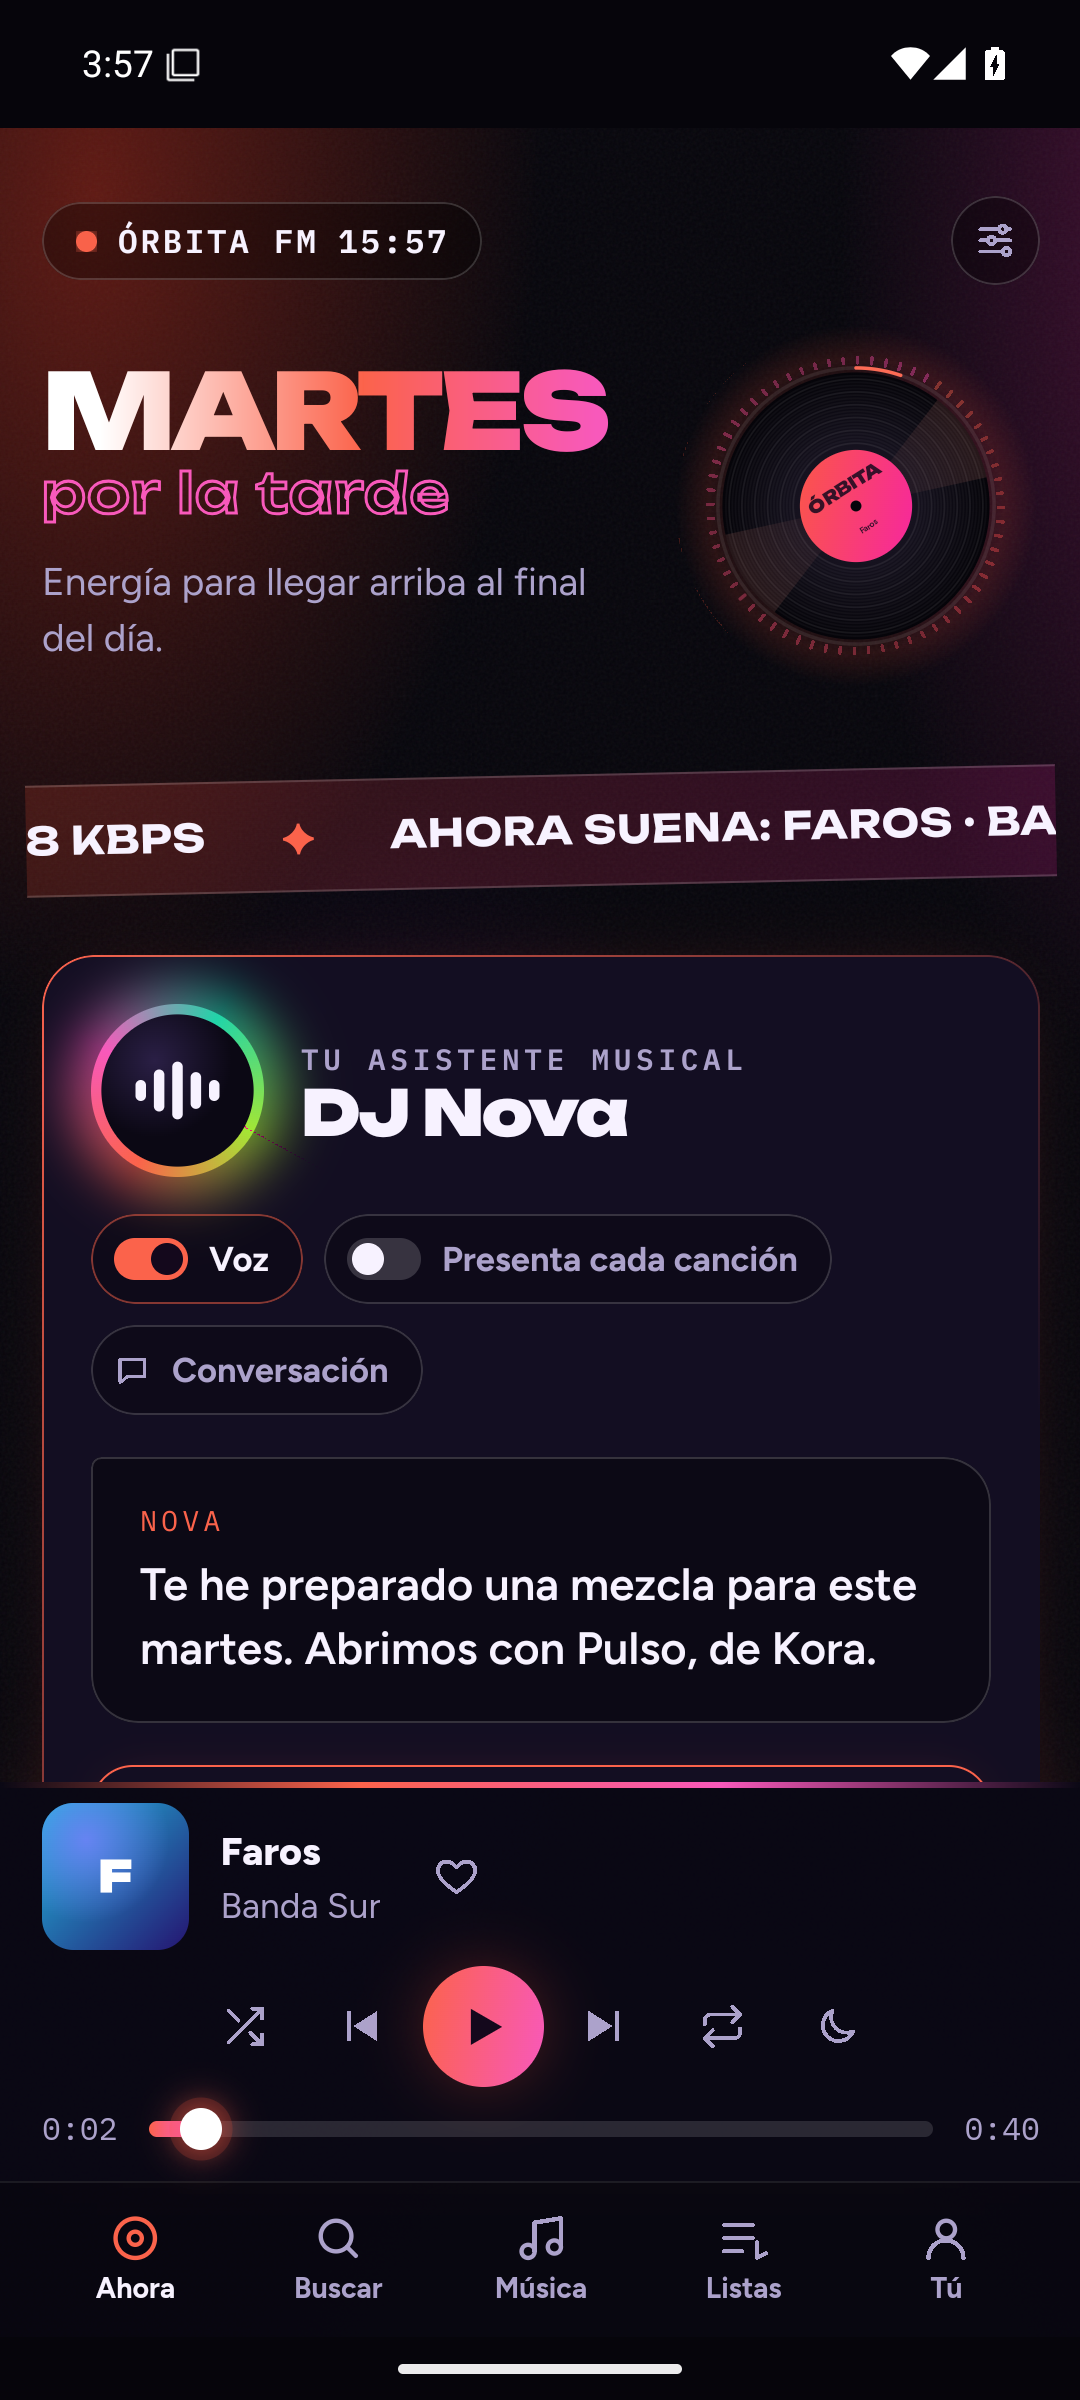 3:57
ÓRBITA FM 15:57
MARTES
por la tarde
Energía para llegar arriba al final
del día.
ÓRBITA
Faros
8 KBPS ✦ AHORA SUENA: FAROS · BA
TU ASISTENTE MUSICAL
DJ Nova
Voz
Presenta cada canción
Conversación
NOVA
Te he preparado una mezcla para este
martes. Abrimos con Pulso, de Kora.
F
Faros
Banda Sur
0:02
0:40
Ahora
Buscar
Música
Listas
Tú